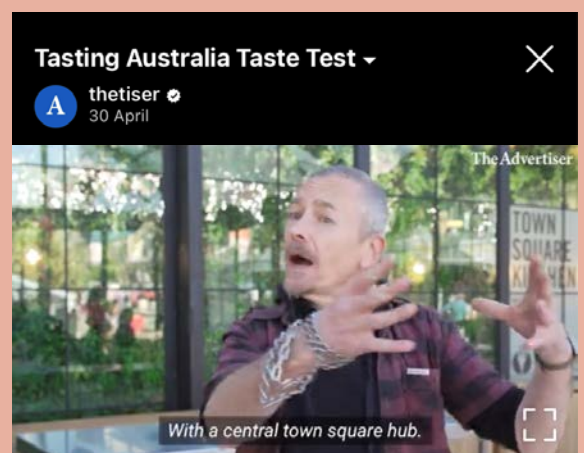 Tasting Australia Taste Test
A
thetiser
30 April
The Advertiser
TOWN
SQUARE
KITCHEN
With a central town square hub.